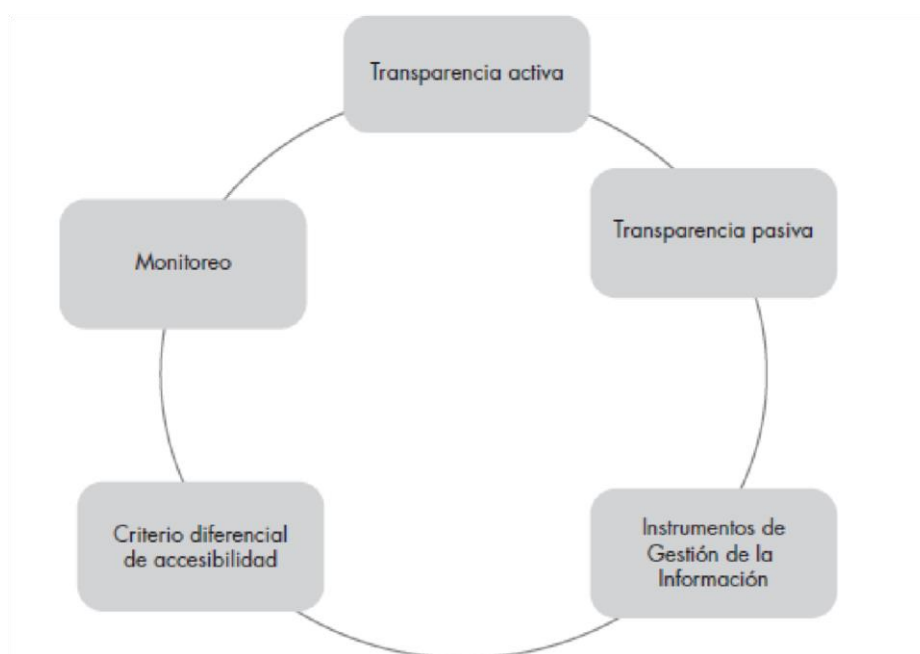 Transparencia activa
Transparencia pasiva
Monitoreo
Instrumentos de
Gestión de la
Información
Criterio diferencial
de accesibilidad